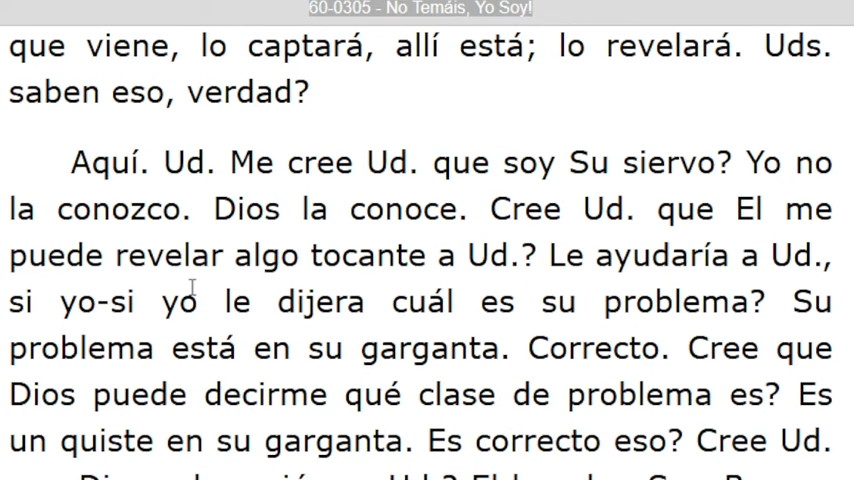 60-0305 - No Temáis, Yo Soy!
que viene, lo captará, allí está; lo revelará. Uds.
saben eso, verdad?
Aquí. Ud. Me cree Ud. que soy Su siervo? Yo no
la conozco. Dios la conoce. Cree Ud. que El me
puede revelar algo tocante a Ud.? Le ayudaría a Ud.,
si yo-si yo le dijera cuál es su problema? Su
problema está en su garganta. Correcto. Cree que
Dios puede decirme qué clase de problema es? Es
un quiste en su garganta. Es correcto eso? Cree Ud.